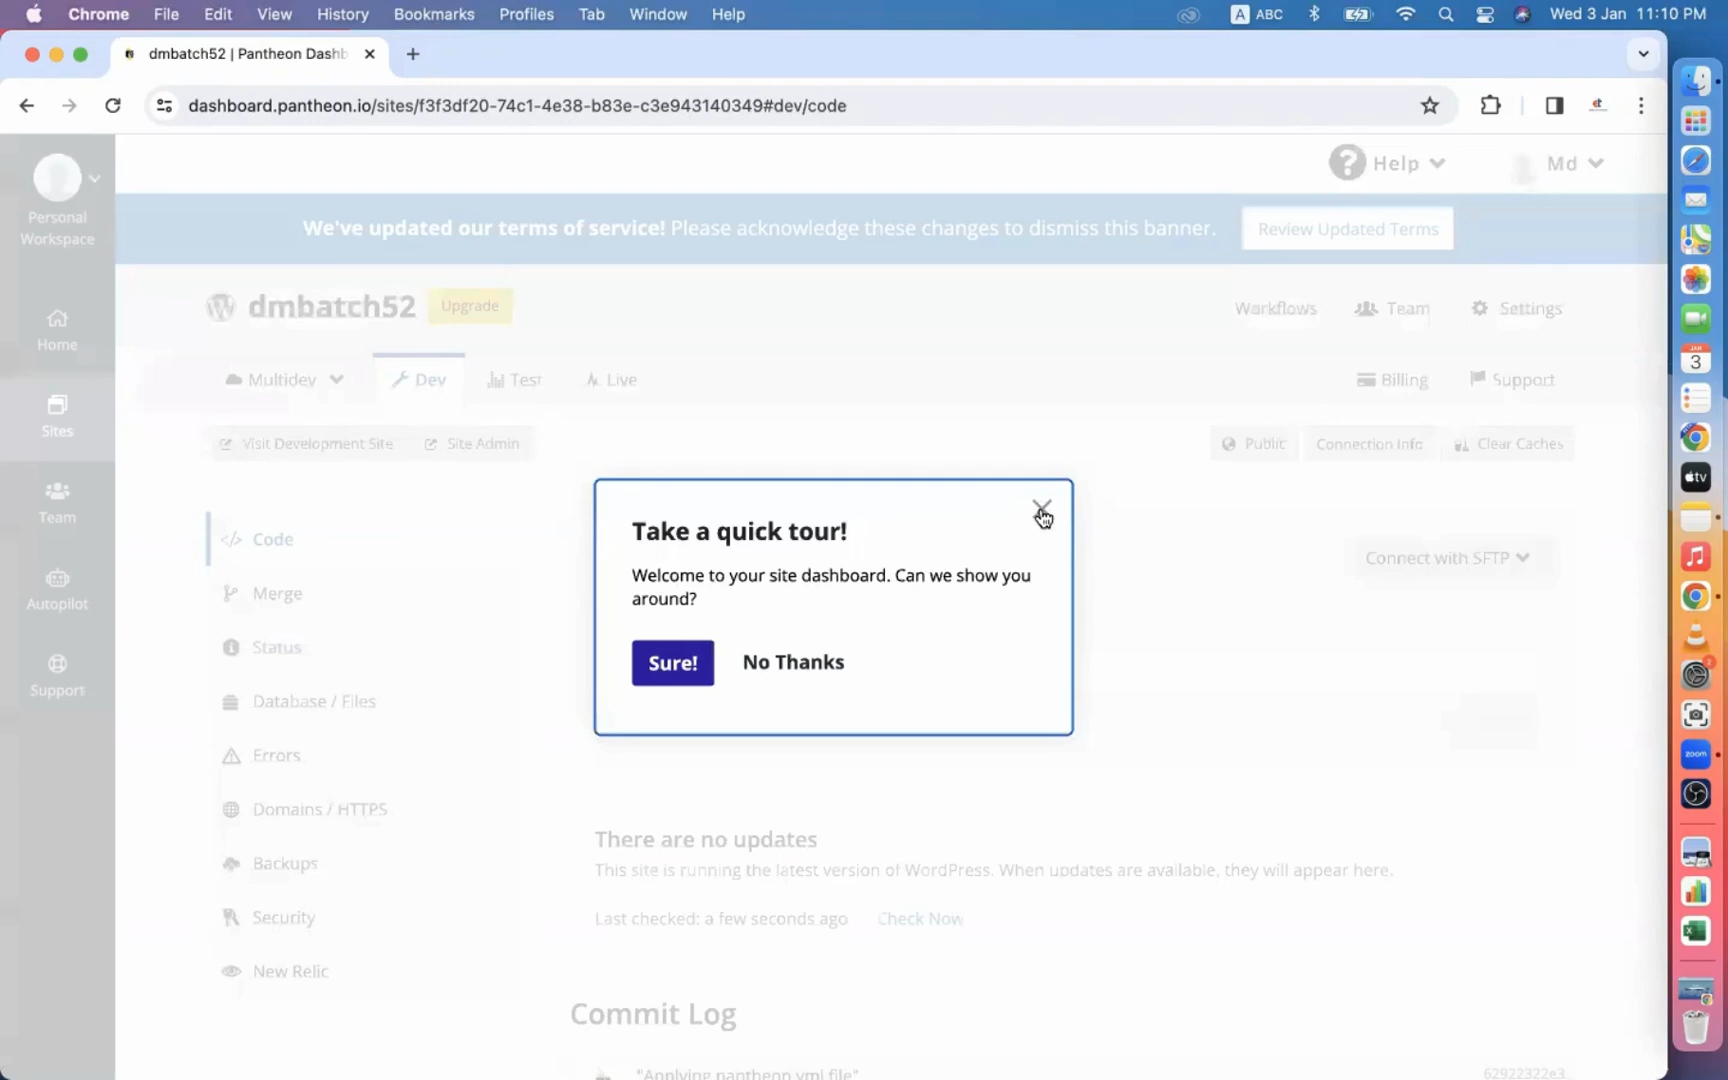 Chrome File Edit View History Bookmarks Profiles Tab Window Help A ABC Wed 3 Jan 11:10 PM
dmbatch52 | Pantheon Dashb
dashboard.pantheon.io/sites/f3f3df20-74c1-4e38-b83e-c3e943140349#dev/code
Personal
Workspace
Home
Sites
Team
Autopilot
Support
? Help Md
We've updated our terms of service! Please acknowledge these changes to dismiss this banner. Review Updated Terms
dmbatch52 Upgrade Workflows Team Settings
Multidev Dev Test Live Billing Support
Visit Development Site Site Admin Public Connection Info Clear Caches
Code
Merge
Status
Database / Files
Errors
Domains / HTTPS
Backups
Security
New Relic
Connect with SFTP
Take a quick tour!
Welcome to your site dashboard. Can we show you
around?
Sure! No Thanks
There are no updates
This site is running the latest version of WordPress. When updates are available, they will appear here.
Last checked: a few seconds ago Check Now
Commit Log
"Applying pantheon.yml file" 62922322e3...
JAN
3
tv
zoom
2